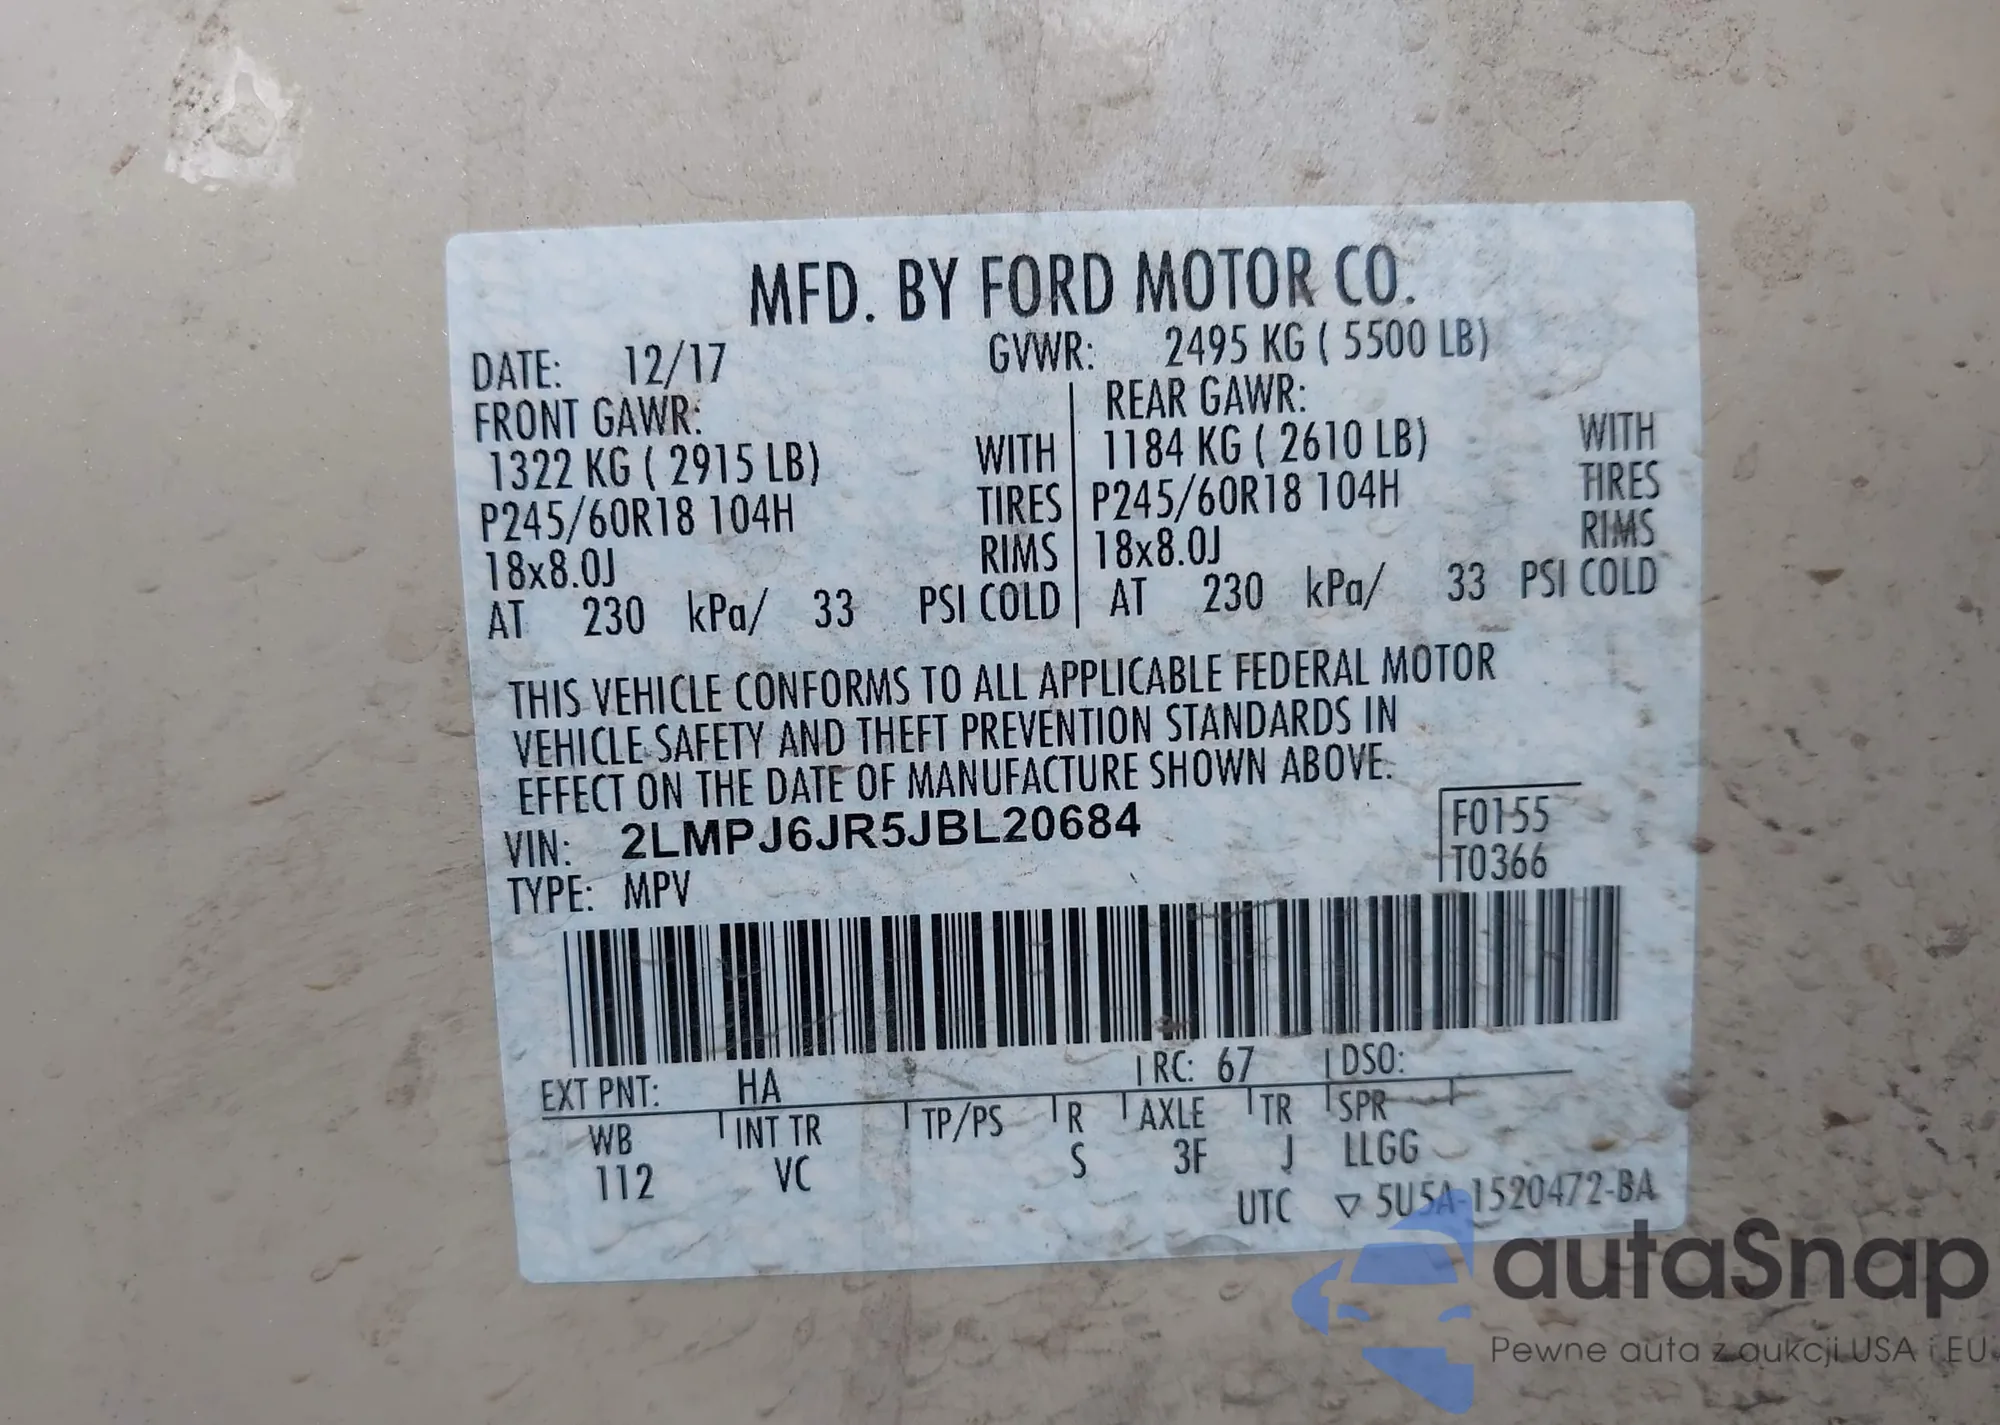 MFD. BY FORD MOTOR CO.
DATE: 12/17 GVWR: 2495 KG ( 5500 LB)
FRONT GAWR: REAR GAWR:
1322 KG ( 2915 LB) WITH 1184 KG ( 2610 LB) WITH
P245/60R18 104H TIRES P245/60R18 104H TIRES
18x8.0J RIMS 18x8.0J RIMS
AT 230 kPa/ 33 PSI COLD AT 230 kPa/ 33 PSI COLD
THIS VEHICLE CONFORMS TO ALL APPLICABLE FEDERAL MOTOR
VEHICLE SAFETY AND THEFT PREVENTION STANDARDS IN
EFFECT ON THE DATE OF MANUFACTURE SHOWN ABOVE.
VIN: 2LMPJ6JR5JBL20684 F0155
TYPE: MPV T0366
EXT PNT: HA RC: 67 DSO:
WB INT TR TP/PS R AXLE TR SPR
112 VC S 3F J LLGG
UTC ▽ 5U5A-1520472-BA
autaSnap
Pewne auta z aukcji USA i EU